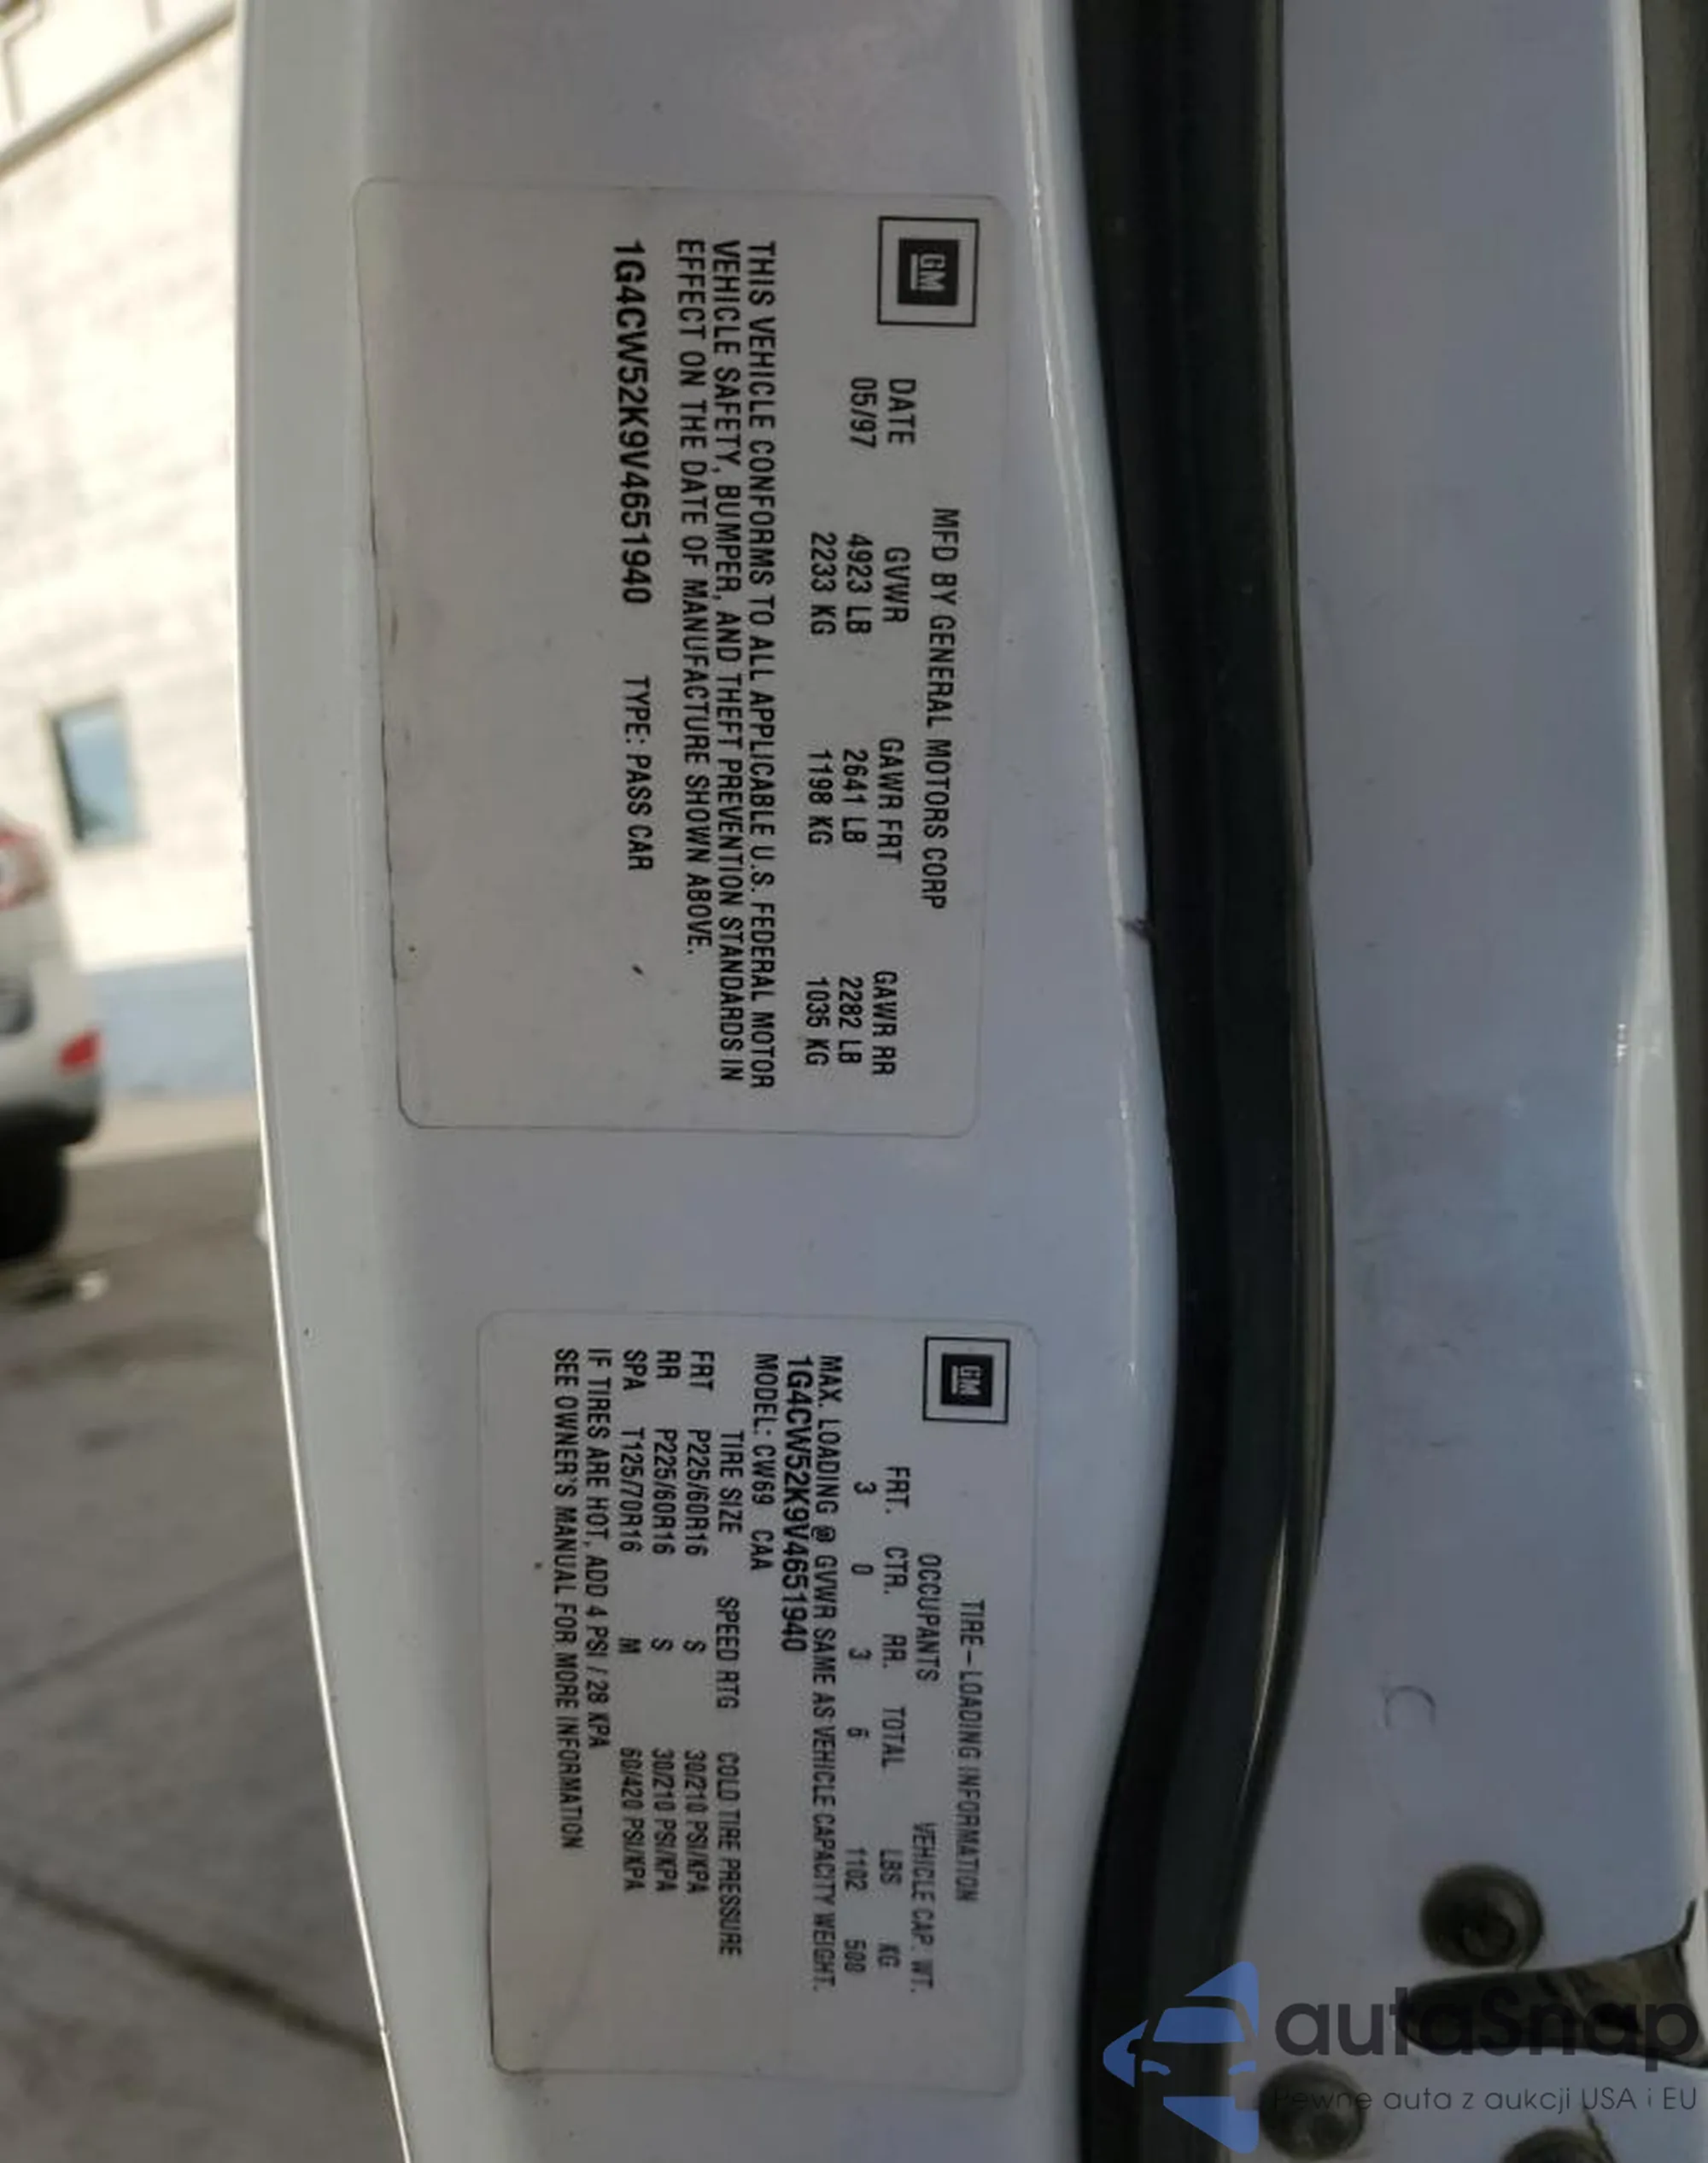 GM
MFD BY GENERAL MOTORS CORP
DATE GVWR GAWR FRT GAWR RR
05/97 4923 LB 2641 LB 2282 LB
2233 KG 1198 KG 1035 KG
THIS VEHICLE CONFORMS TO ALL APPLICABLE U.S. FEDERAL MOTOR
VEHICLE SAFETY, BUMPER, AND THEFT PREVENTION STANDARDS IN
EFFECT ON THE DATE OF MANUFACTURE SHOWN ABOVE.
1G4CW52K9V4651940 TYPE: PASS CAR
GM
TIRE-LOADING INFORMATION
OCCUPANTS VEHICLE CAP. WT.
FRT. CTR. RR. TOTAL LBS KG
3 0 3 6 1102 500
MAX. LOADING @ GVWR SAME AS VEHICLE CAPACITY WEIGHT.
1G4CW52K9V4651940
MODEL: CW69 CAA
TIRE SIZE SPEED RTG COLD TIRE PRESSURE
FRT P225/60R16 S 30/210 PSI/KPA
RR P225/60R16 S 30/210 PSI/KPA
SPA T125/70R16 M 60/420 PSI/KPA
IF TIRES ARE HOT, ADD 4 PSI / 28 KPA
SEE OWNER'S MANUAL FOR MORE INFORMATION
autaSnap
Pewne auta z aukcji USA i EU